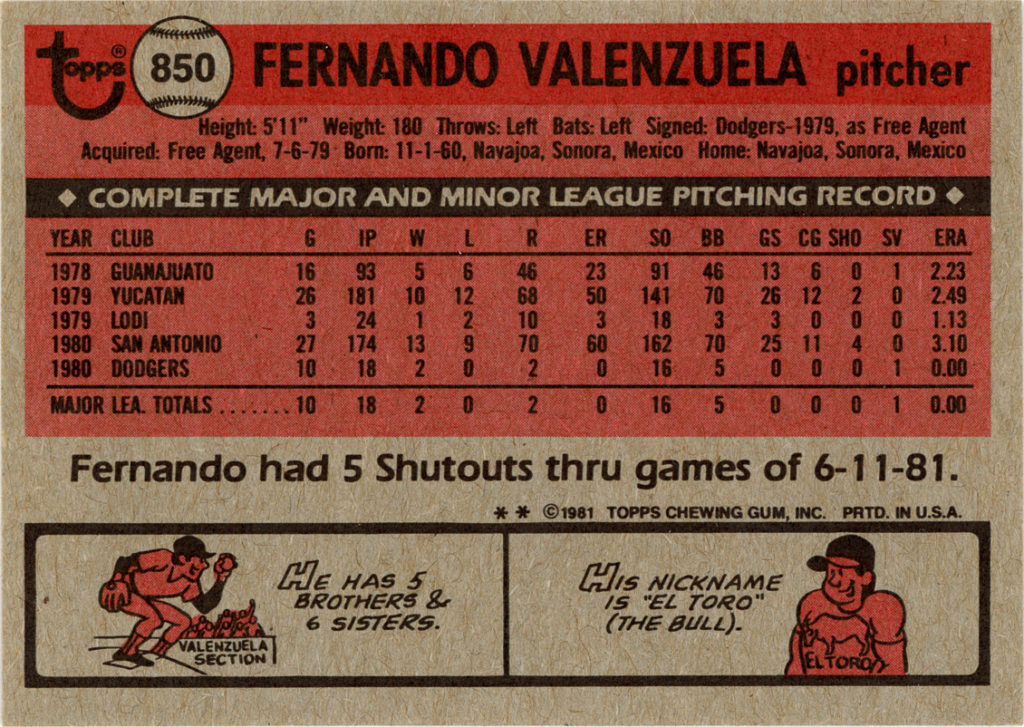 topps® 850 FERNANDO VALENZUELA pitcher
Height: 5'11" Weight: 180 Throws: Left Bats: Left Signed: Dodgers-1979, as Free Agent
Acquired: Free Agent, 7-6-79 Born: 11-1-60, Navajoa, Sonora, Mexico Home: Navajoa, Sonora, Mexico
◆ COMPLETE MAJOR AND MINOR LEAGUE PITCHING RECORD ◆
YEAR CLUB G IP W L R ER SO BB GS CG SHO SV ERA
1978 GUANAJUATO 16 93 5 6 46 23 91 46 13 6 0 1 2.23
1979 YUCATAN 26 181 10 12 68 50 141 70 26 12 2 0 2.49
1979 LODI 3 24 1 2 10 3 18 3 3 0 0 0 1.13
1980 SAN ANTONIO 27 174 13 9 70 60 162 70 25 11 4 0 3.10
1980 DODGERS 10 18 2 0 2 0 16 5 0 0 0 1 0.00
MAJOR LEA. TOTALS .......10 18 2 0 2 0 16 5 0 0 0 1 0.00
Fernando had 5 Shutouts thru games of 6-11-81.
* * ©1981 TOPPS CHEWING GUM, INC. PRTD. IN U.S.A.
HE HAS 5
BROTHERS &
6 SISTERS.
VALENZUELA
SECTION
HIS NICKNAME
IS "EL TORO"
(THE BULL).
EL TORO